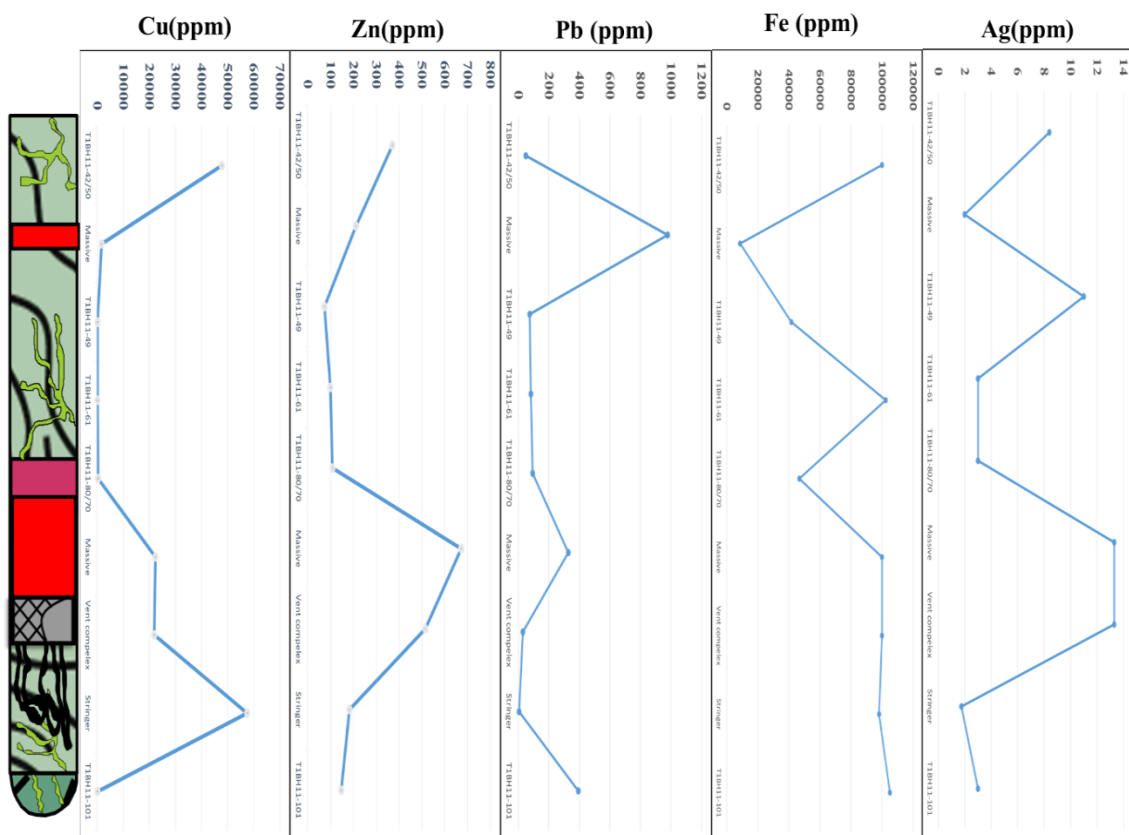 Cu(ppm)
Zn(ppm)
Pb (ppm)
Fe (ppm)
Ag(ppm)
0
10000
20000
30000
40000
50000
60000
70000
T1BH11-42/50
Massive
T1BH11-49
T1BH11-61
T1BH11-80/70
Massive
Vent compelex
Stringer
T1BH11-101
0
100
200
300
400
500
600
700
800
T1BH11-42/50
Massive
T1BH11-49
T1BH11-61
T1BH11-80/70
Massive
Vent compelex
Stringer
T1BH11-101
0
200
400
600
800
1000
1200
T1BH11-42/50
Massive
T1BH11-49
T1BH11-61
T1BH11-80/70
Massive
Vent compelex
Stringer
T1BH11-101
0
20000
40000
60000
80000
100000
120000
T1BH11-42/50
Massive
T1BH11-49
T1BH11-61
T1BH11-80/70
Massive
Vent compelex
Stringer
T1BH11-101
0
2
4
6
8
10
12
14
T1BH11-42/50
Massive
T1BH11-49
T1BH11-61
T1BH11-80/70
Massive
Vent compelex
Stringer
T1BH11-101